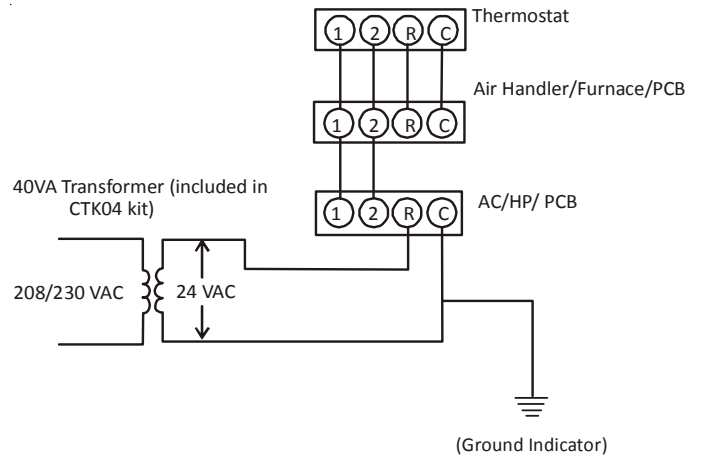 1 2 R C
Thermostat
1 2 R C
Air Handler/Furnace/PCB
40VA Transformer (included in
CTK04 kit)
1 2 R C
AC/HP/ PCB
208/230 VAC
24 VAC
(Ground Indicator)